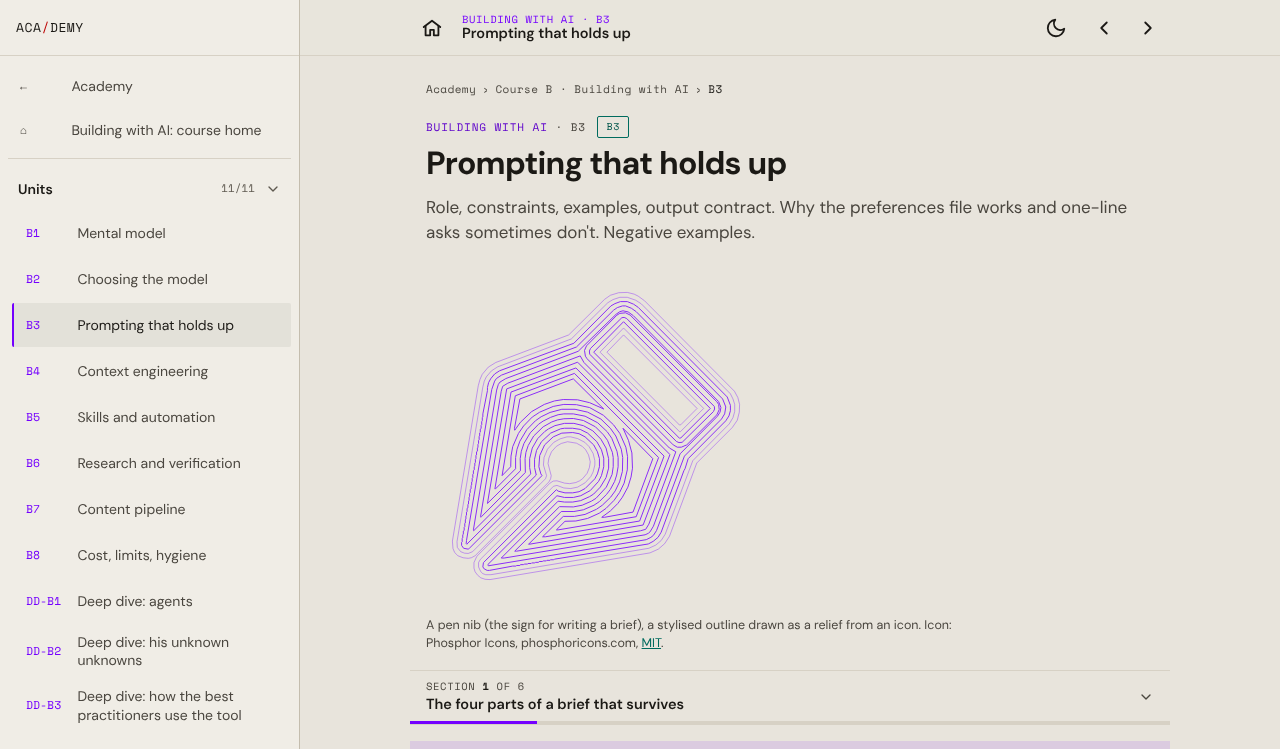 ACA/DEMY
← Academy
⌂ Building with AI: course home
Units 11/11
B1 Mental model
B2 Choosing the model
B3 Prompting that holds up
B4 Context engineering
B5 Skills and automation
B6 Research and verification
B7 Content pipeline
B8 Cost, limits, hygiene
DD-B1 Deep dive: agents
DD-B2 Deep dive: his unknown
unknowns
DD-B3 Deep dive: how the best
practitioners use the tool
BUILDING WITH AI · B3
Prompting that holds up
Academy › Course B · Building with AI › B3
BUILDING WITH AI · B3 B3
Prompting that holds up
Role, constraints, examples, output contract. Why the preferences file works and one-line
asks sometimes don't. Negative examples.
A pen nib (the sign for writing a brief), a stylised outline drawn as a relief from an icon. Icon:
Phosphor Icons, phosphoricons.com, MIT.
SECTION 1 OF 6
The four parts of a brief that survives